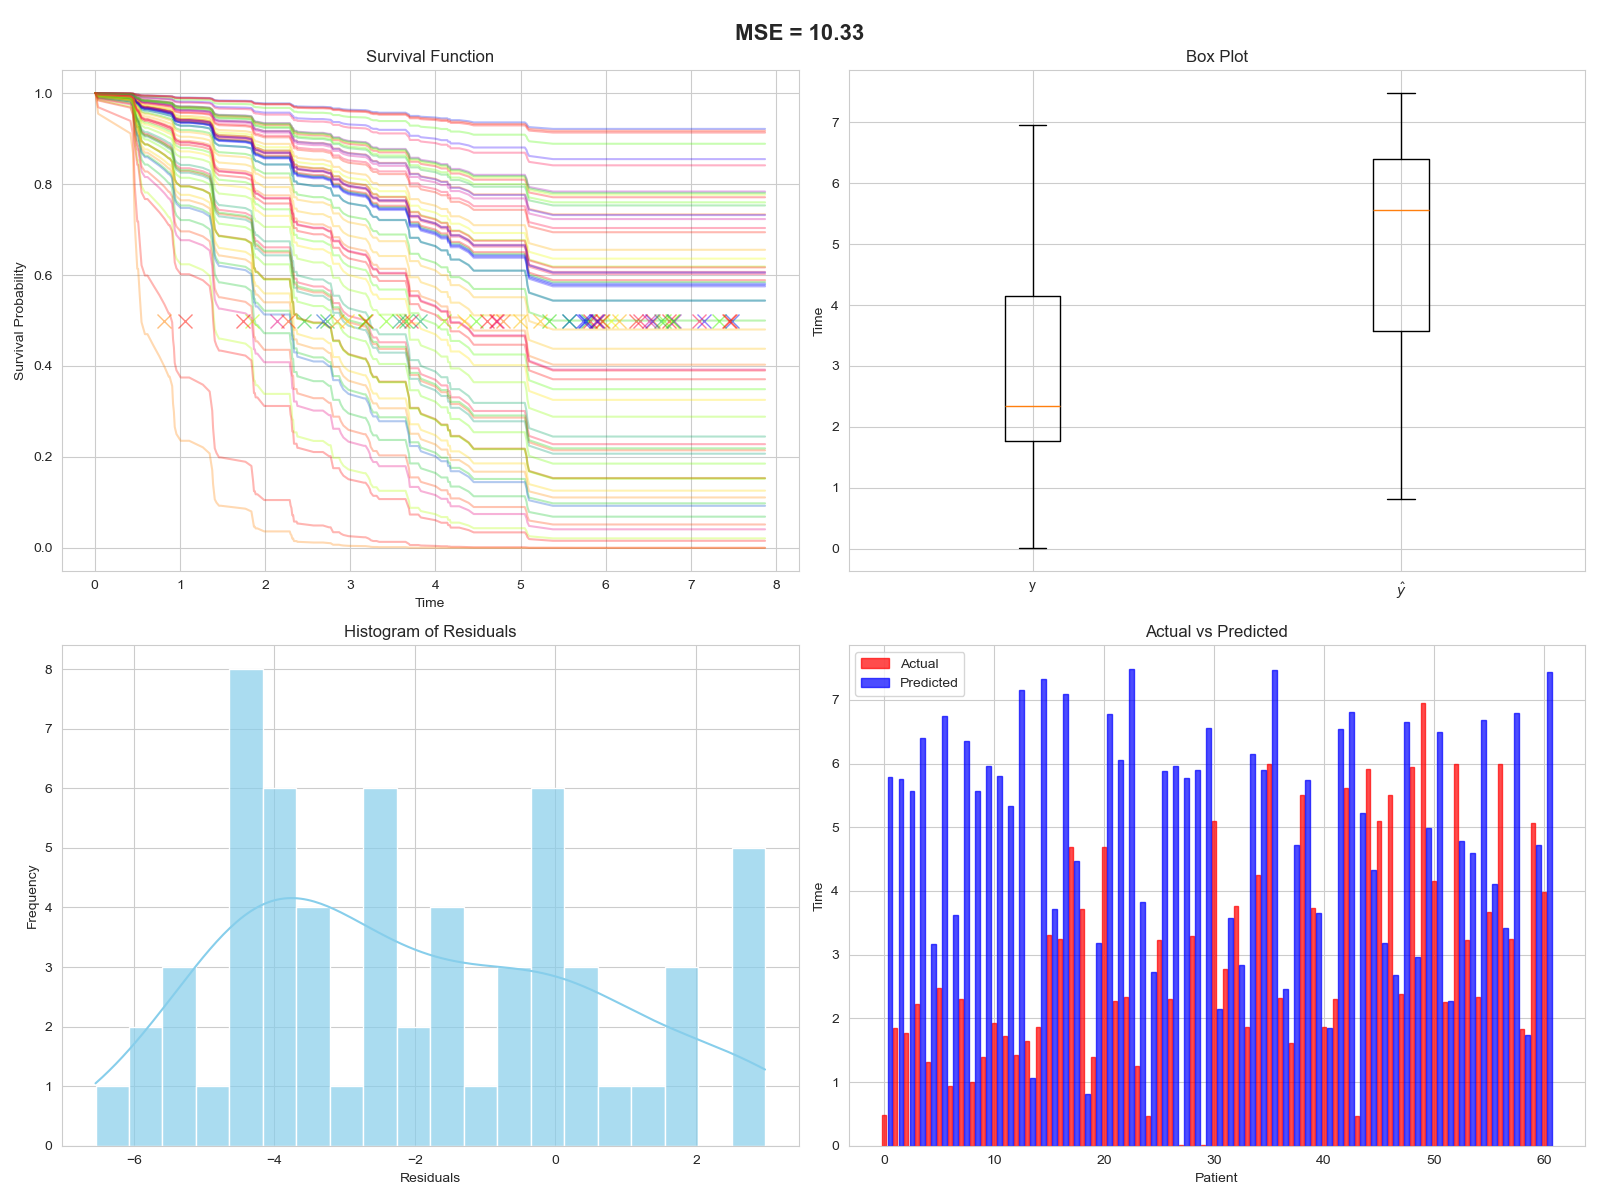 MSE = 10.33
Survival Function
1.0
0.8
0.6
0.4
0.2
0.0
Survival Probability
0 1 2 3 4 5 6 7 8
Time
Box Plot
7
6
5
4
3
2
1
0
Time
y ŷ
Histogram of Residuals
8
7
6
5
4
3
2
1
0
Frequency
−6 −4 −2 0 2
Residuals
Actual vs Predicted
Actual
Predicted
7
6
5
4
3
2
1
0
Time
0 10 20 30 40 50 60
Patient